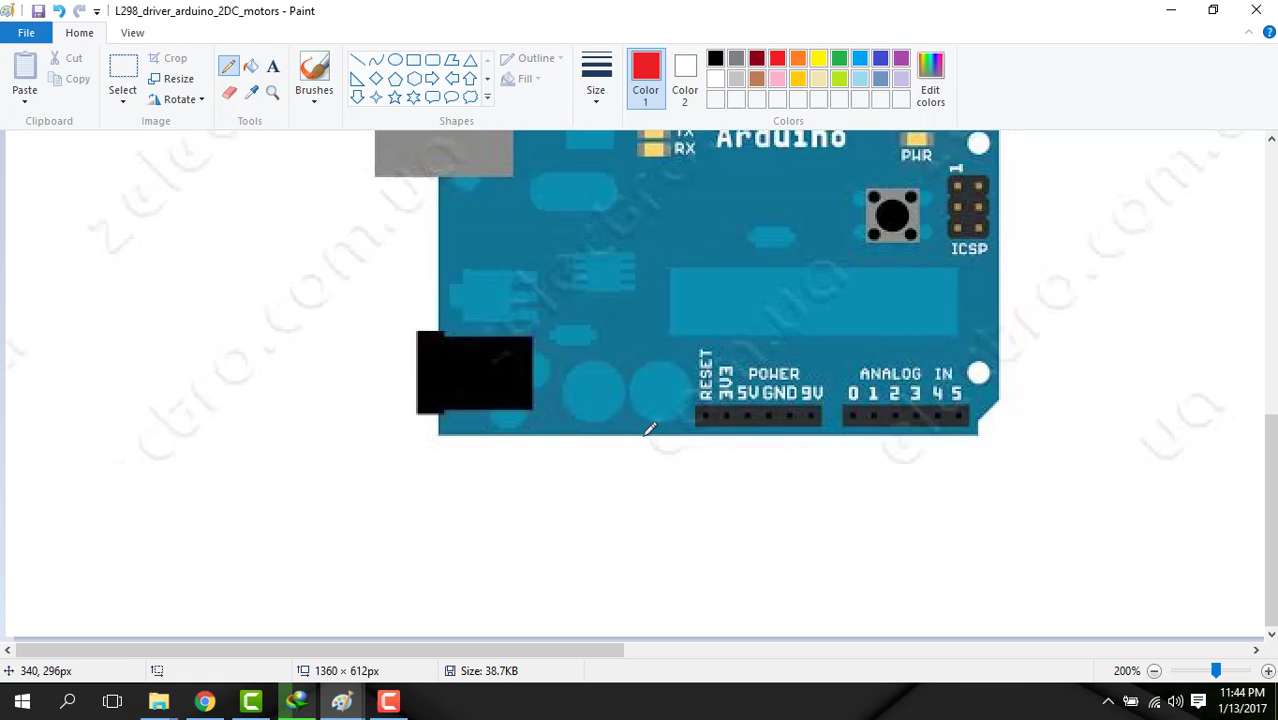 L298_driver_arduino_2DC_motors - Paint
File
Home
View
Paste
Cut
Copy
Clipboard
Select
Crop
Resize
Rotate
Image
A
Tools
Brushes
Outline
Fill
Shapes
Size
Color 1
Color 2
Edit colors
Colors
TX
RX
Arduino
PWR
1
ICSP
RESET
3V3
POWER
5V GND 9V
ANALOG IN
0 1 2 3 4 5
340, 296px
1360 × 612px
Size: 38.7KB
200%
11:44 PM
1/13/2017